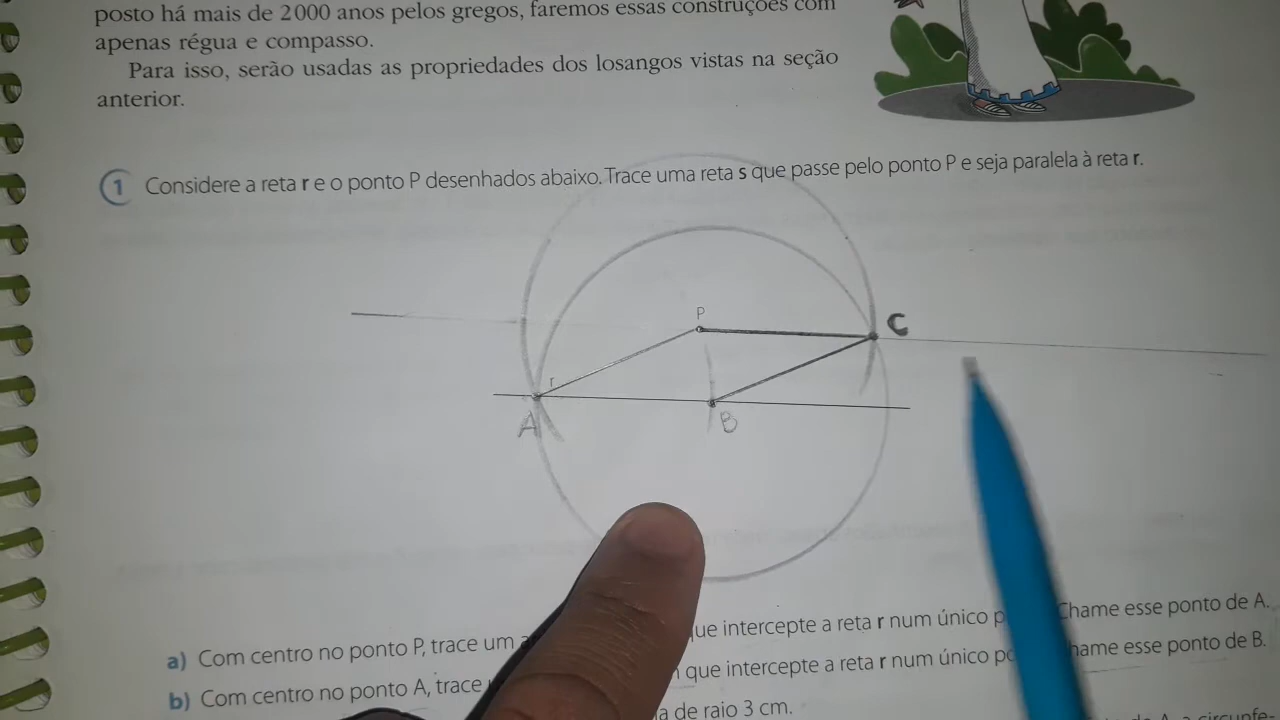 posto há mais de 2 000 anos pelos gregos, faremos essas construções com
apenas régua e compasso.
Para isso, serão usadas as propriedades dos losangos vistas na seção
anterior.
1 Considere a reta r e o ponto P desenhados abaixo. Trace uma reta s que passe pelo ponto P e seja paralela à reta r.
P
C
r
A
B
a) Com centro no ponto P, trace um que intercepte a reta r num único Chame esse ponto de A.
b) Com centro no ponto A, trace que intercepte a reta r num único esse ponto de B.
de raio 3 cm.